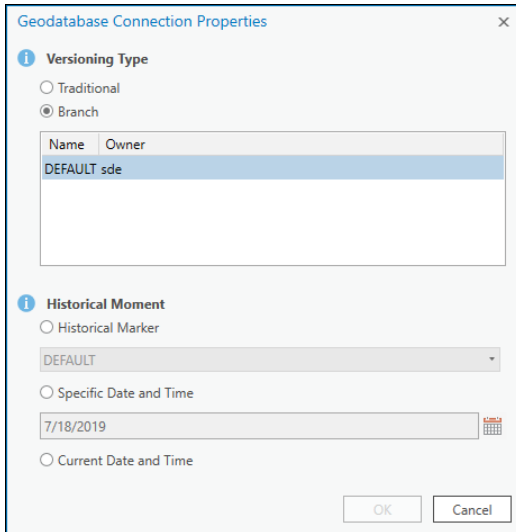 Geodatabase Connection Properties
Versioning Type
Traditional
Branch
Name Owner
DEFAULT sde
Historical Moment
Historical Marker
DEFAULT
Specific Date and Time
7/18/2019
Current Date and Time
OK Cancel